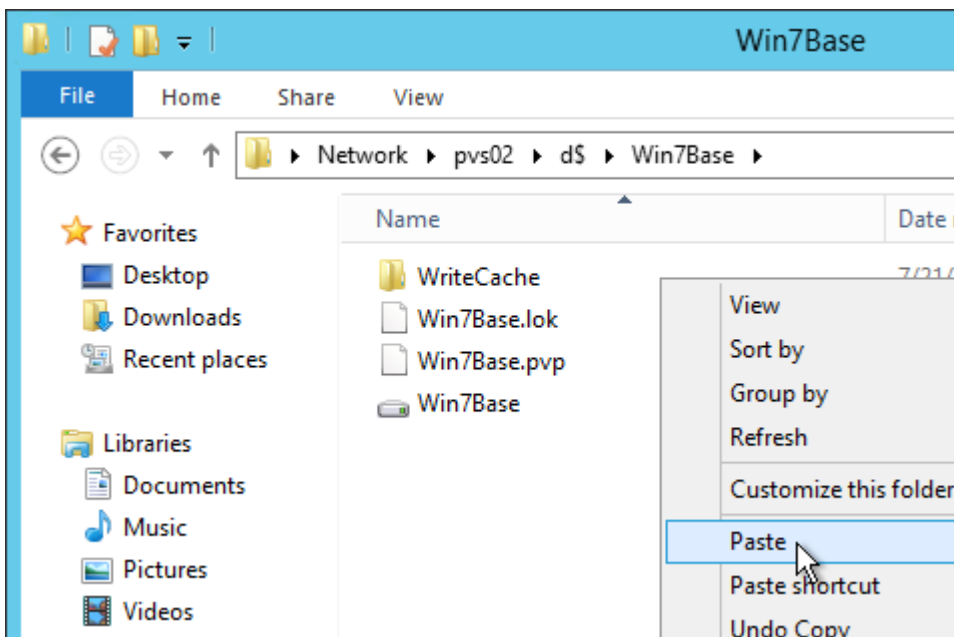 Win7Base
File Home Share View
Network pvs02 d$ Win7Base
Name Date
Favorites
Desktop
Downloads
Recent places
Libraries
Documents
Music
Pictures
Videos
WriteCache 7/21/
Win7Base.lok
Win7Base.pvp
Win7Base
View
Sort by
Group by
Refresh
Customize this folder
Paste
Paste shortcut
Undo Copy